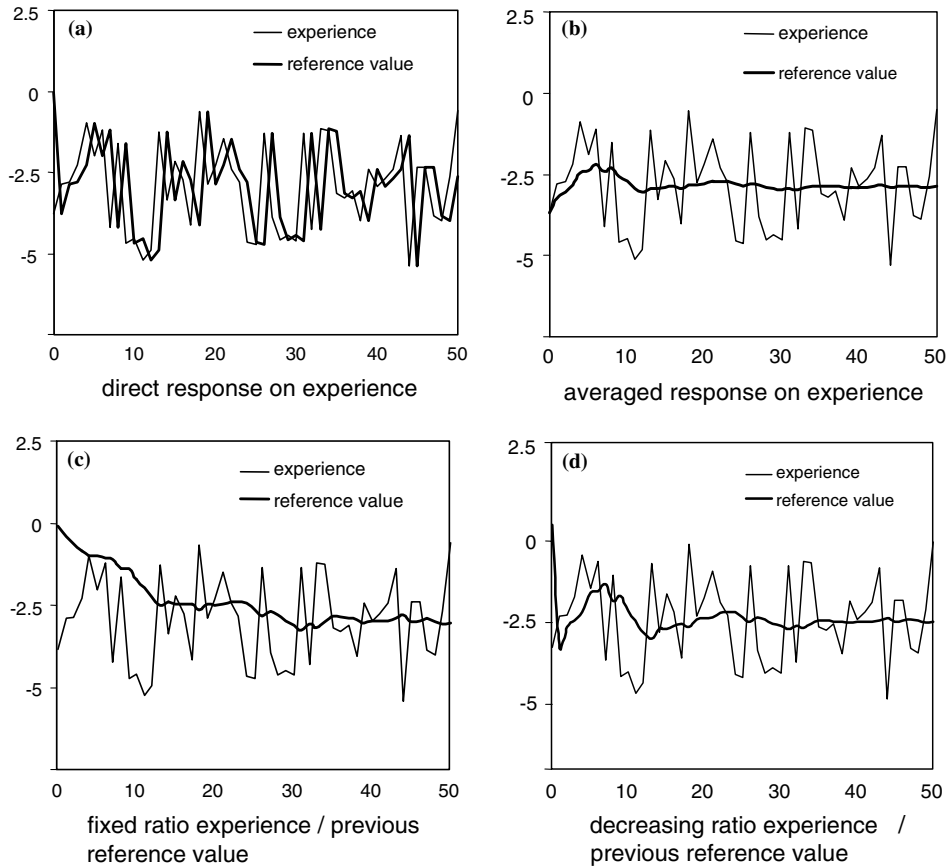 2.5
(a)
experience
reference value
0
-2.5
-5
0 10 20 30 40 50
direct response on experience
2.5
(b)
experience
reference value
0
-2.5
-5
0 10 20 30 40 50
averaged response on experience
2.5
(c)
experience
reference value
0
-2.5
-5
0 10 20 30 40 50
fixed ratio experience / previous
reference value
2.5
(d)
experience
reference value
0
-2.5
-5
0 10 20 30 40 50
decreasing ratio experience /
previous reference value